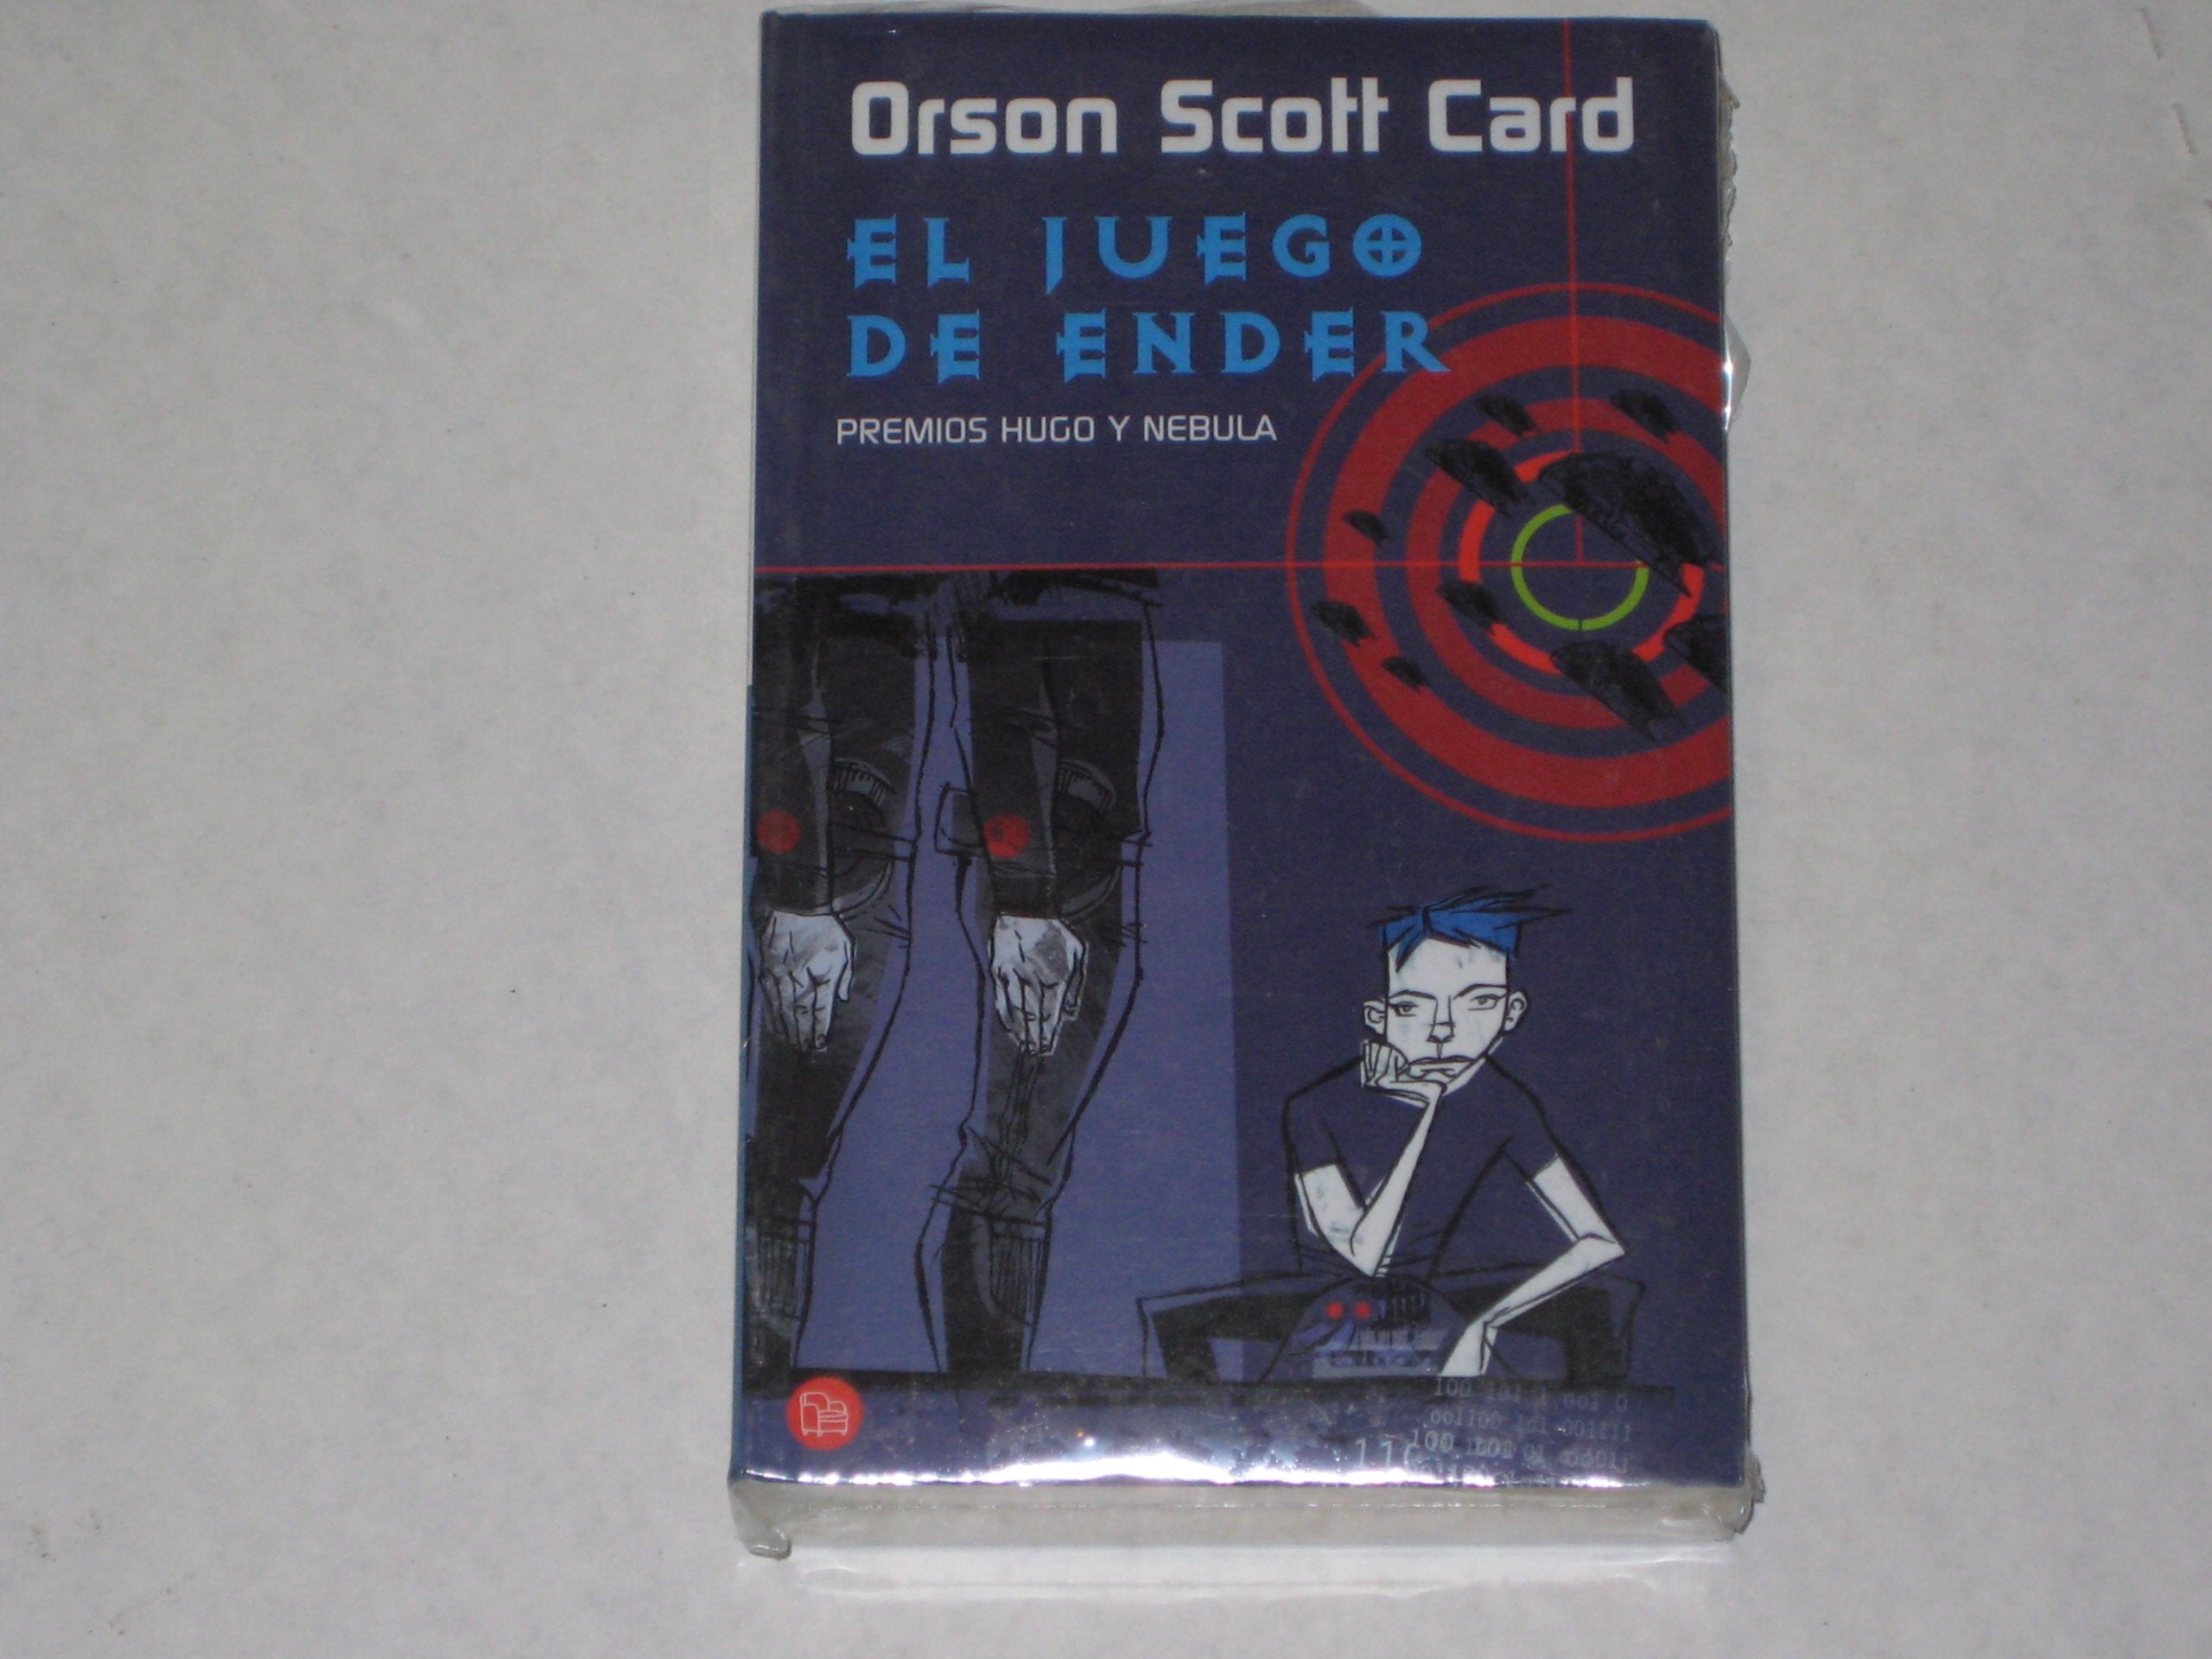 Orson Scott Card
EL JUEGO
DE ENDER
PREMIOS HUGO Y NEBULA